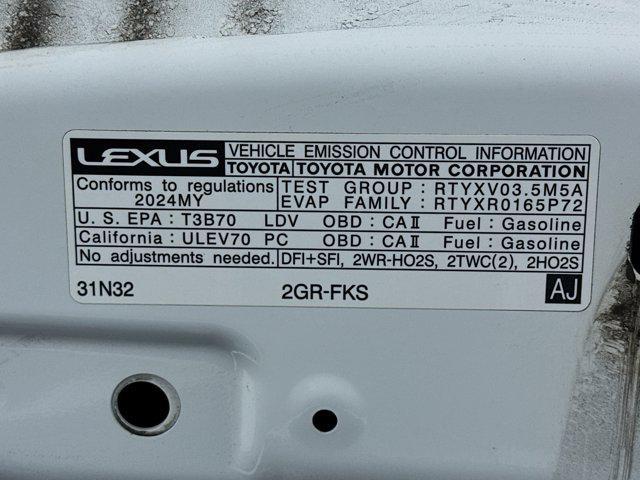 LEXUS VEHICLE EMISSION CONTROL INFORMATION
TOYOTA TOYOTA MOTOR CORPORATION
Conforms to regulations TEST GROUP : RTYXV03.5M5A
2024MY EVAP FAMILY : RTYXR0165P72
U. S. EPA : T3B70 LDV OBD : CAⅡ Fuel : Gasoline
California : ULEV70 PC OBD : CAⅡ Fuel : Gasoline
No adjustments needed. DFI+SFI, 2WR-HO2S, 2TWC(2), 2HO2S
31N32 2GR-FKS AJ